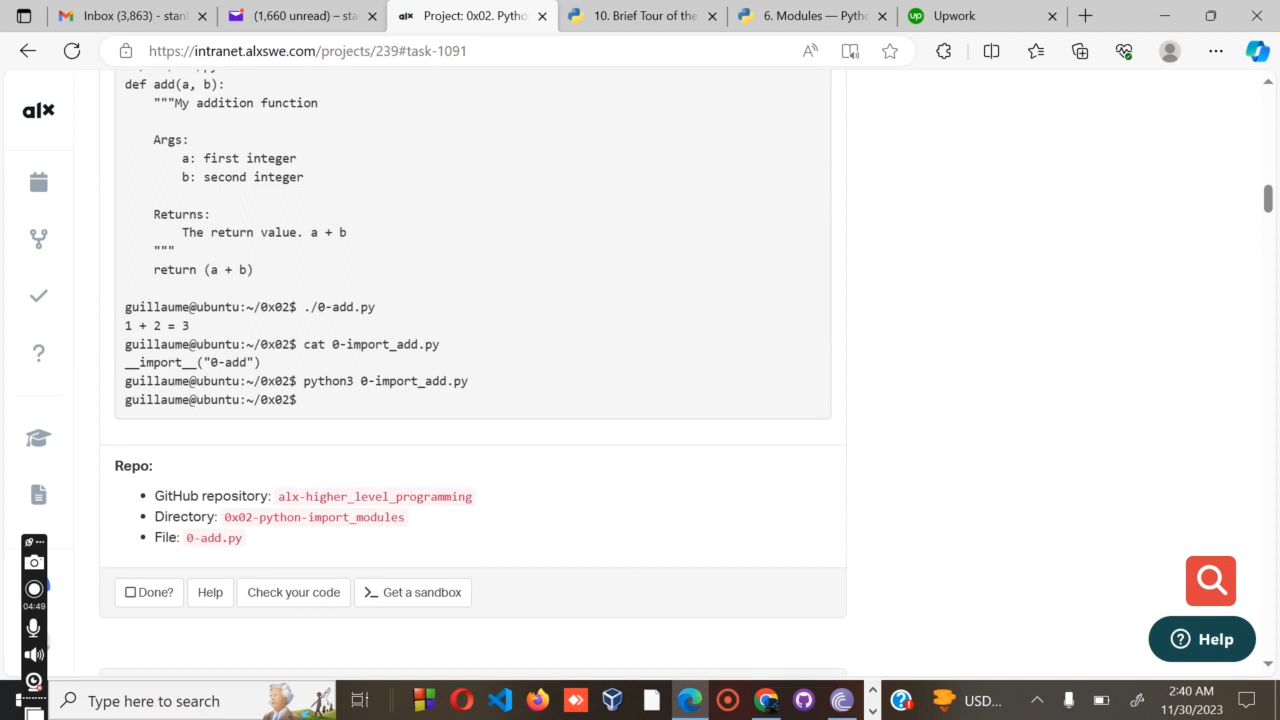 Inbox (3,863) - stanl
(1,660 unread) – sta
Project: 0x02. Pytho
10. Brief Tour of the
6. Modules — Pytho
Upwork
https://intranet.alxswe.com/projects/239#task-1091
alx
def add(a, b):
"""My addition function
Args:
a: first integer
b: second integer
Returns:
The return value. a + b
"""
return (a + b)
guillaume@ubuntu:~/0x02$ ./0-add.py
1 + 2 = 3
guillaume@ubuntu:~/0x02$ cat 0-import_add.py
__import__("0-add")
guillaume@ubuntu:~/0x02$ python3 0-import_add.py
guillaume@ubuntu:~/0x02$
Repo:
GitHub repository: alx-higher_level_programming
Directory: 0x02-python-import_modules
File: 0-add.py
Done? Help Check your code Get a sandbox
Help
04:49
Type here to search
USD...
2:40 AM
11/30/2023